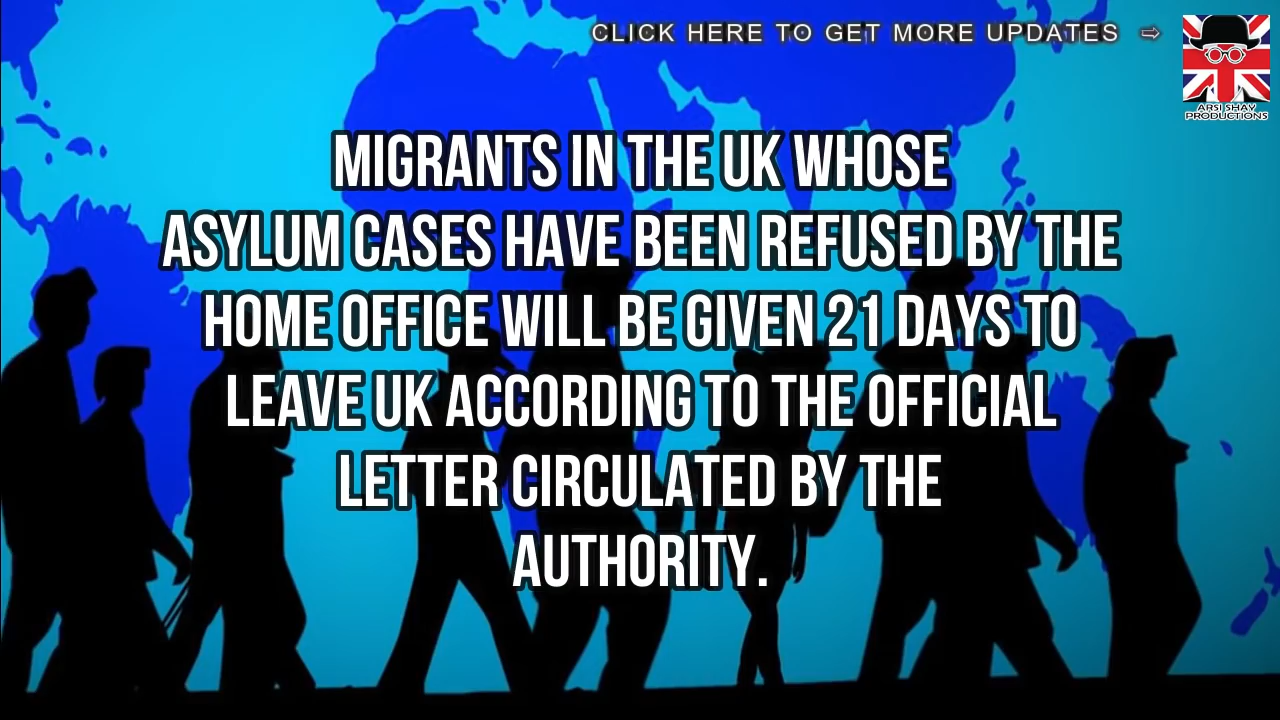 CLICK HERE TO GET MORE UPDATES ⇨
ARSI SHAY
PRODUCTIONS
MIGRANTS IN THE UK WHOSE
ASYLUM CASES HAVE BEEN REFUSED BY THE
HOME OFFICE WILL BE GIVEN 21 DAYS TO
LEAVE UK ACCORDING TO THE OFFICIAL
LETTER CIRCULATED BY THE
AUTHORITY.